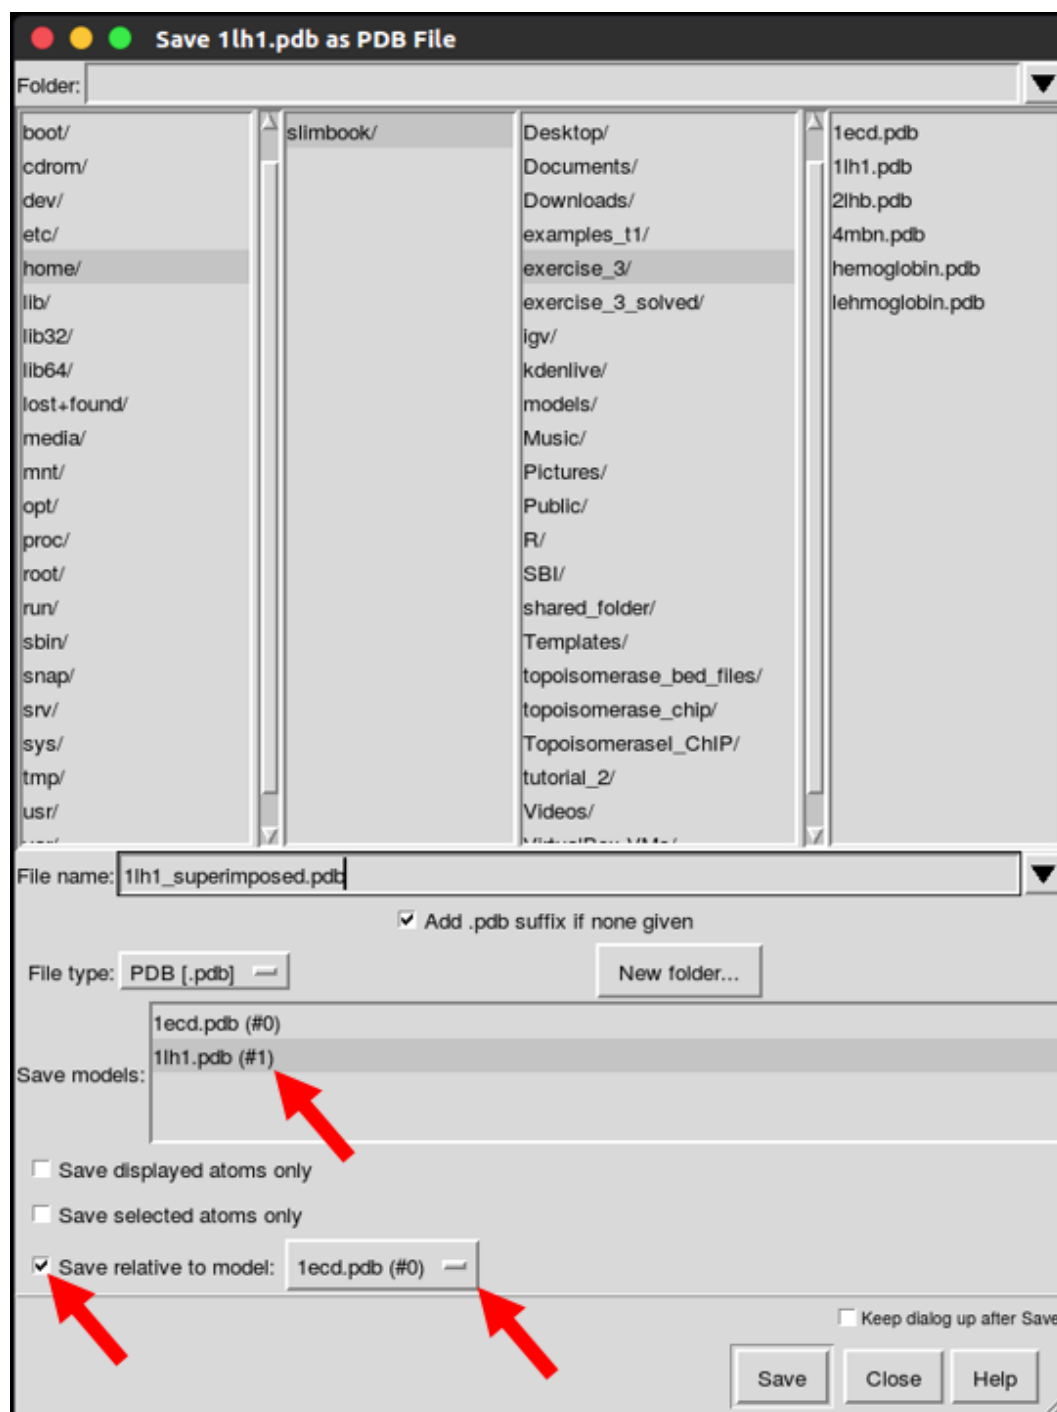 Save 1lh1.pdb as PDB File
Folder:
boot/
cdrom/
dev/
etc/
home/
lib/
lib32/
lib64/
lost+found/
media/
mnt/
opt/
proc/
root/
run/
sbin/
snap/
srv/
sys/
tmp/
usr/
slimbook/
Desktop/
Documents/
Downloads/
examples_t1/
exercise_3/
exercise_3_solved/
igv/
kdenlive/
models/
Music/
Pictures/
Public/
R/
SBI/
shared_folder/
Templates/
topoisomerase_bed_files/
topoisomerase_chip/
TopoisomeraseI_ChIP/
tutorial_2/
Videos/
1ecd.pdb
1lh1.pdb
2lhb.pdb
4mbn.pdb
hemoglobin.pdb
lehmoglobin.pdb
File name: 1lh1_superimposed.pdb
Add .pdb suffix if none given
File type: PDB [.pdb]
New folder...
Save models:
1ecd.pdb (#0)
1lh1.pdb (#1)
Save displayed atoms only
Save selected atoms only
Save relative to model: 1ecd.pdb (#0)
Keep dialog up after Save
Save Close Help